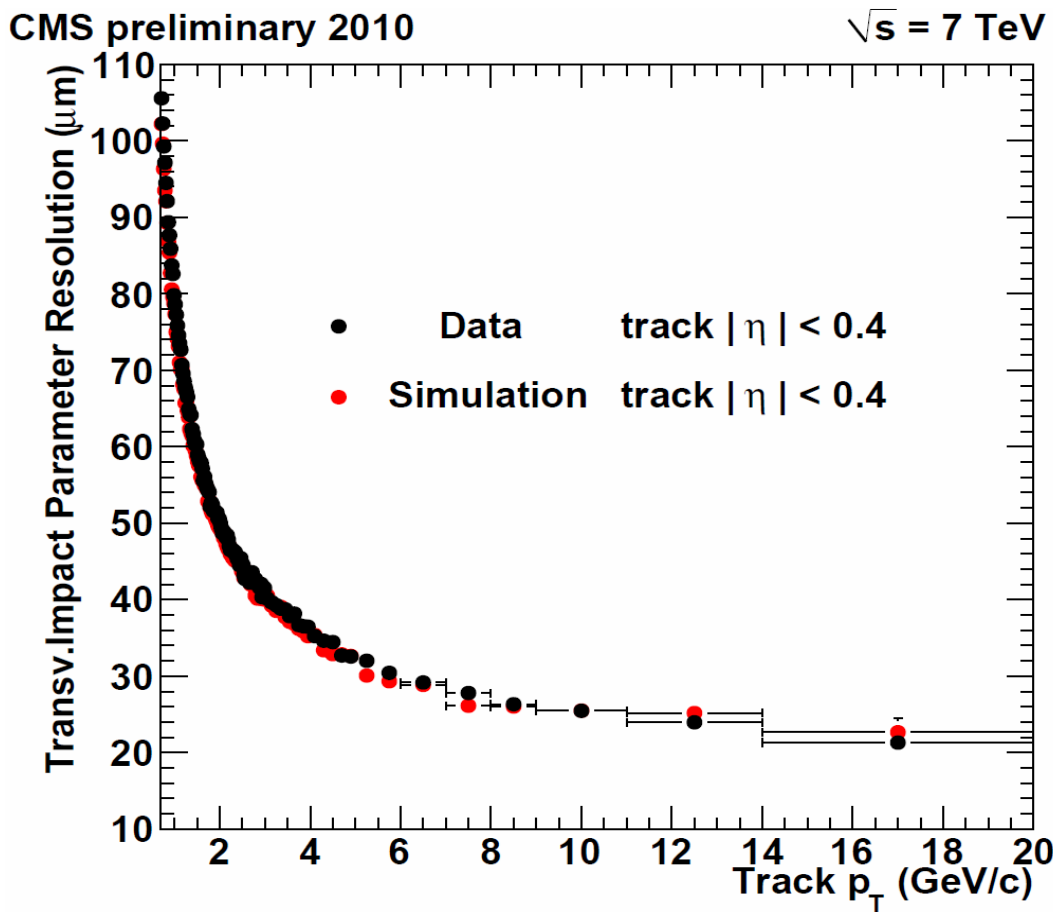 CMS preliminary 2010 √s = 7 TeV
Transv.Impact Parameter Resolution (μm)
110
100
90
80
70
60
50
40
30
20
10
Data track | η | < 0.4
Simulation track | η | < 0.4
2 4 6 8 10 12 14 16 18 20
Track p_T (GeV/c)